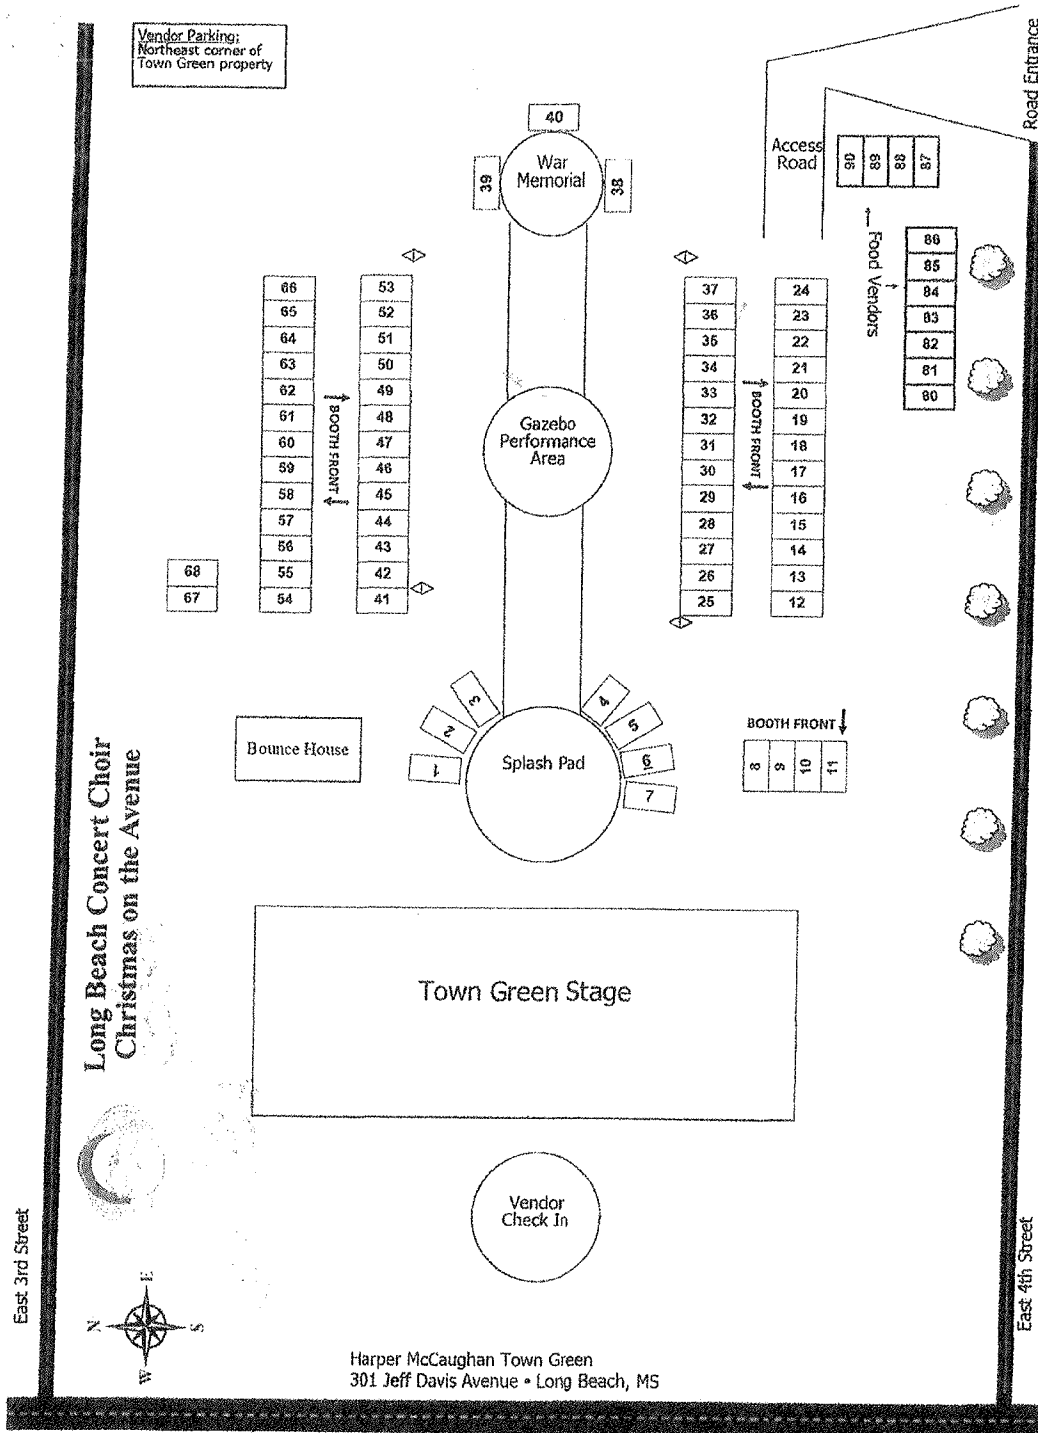 Vendor Parking:
Northeast corner of
Town Green property
Road Entrance
40
War
Memorial
39
38
Access
Road
90
89
88
87
Food Vendors
86
85
84
83
82
81
80
66
65
64
63
62
61
60
59
58
57
56
55
54
BOOTH FRONT
53
52
51
50
49
48
47
46
45
44
43
42
41
68
67
Gazebo
Performance
Area
37
36
35
34
33
32
31
30
29
28
27
26
25
BOOTH FRONT
24
23
22
21
20
19
18
17
16
15
14
13
12
Bounce House
1
2
3
4
5
6
7
Splash Pad
BOOTH FRONT
8
9
10
11
Long Beach Concert Choir
Christmas on the Avenue
Town Green Stage
Vendor
Check In
East 3rd Street
East 4th Street
N
E
S
W
Harper McCaughan Town Green
301 Jeff Davis Avenue • Long Beach, MS